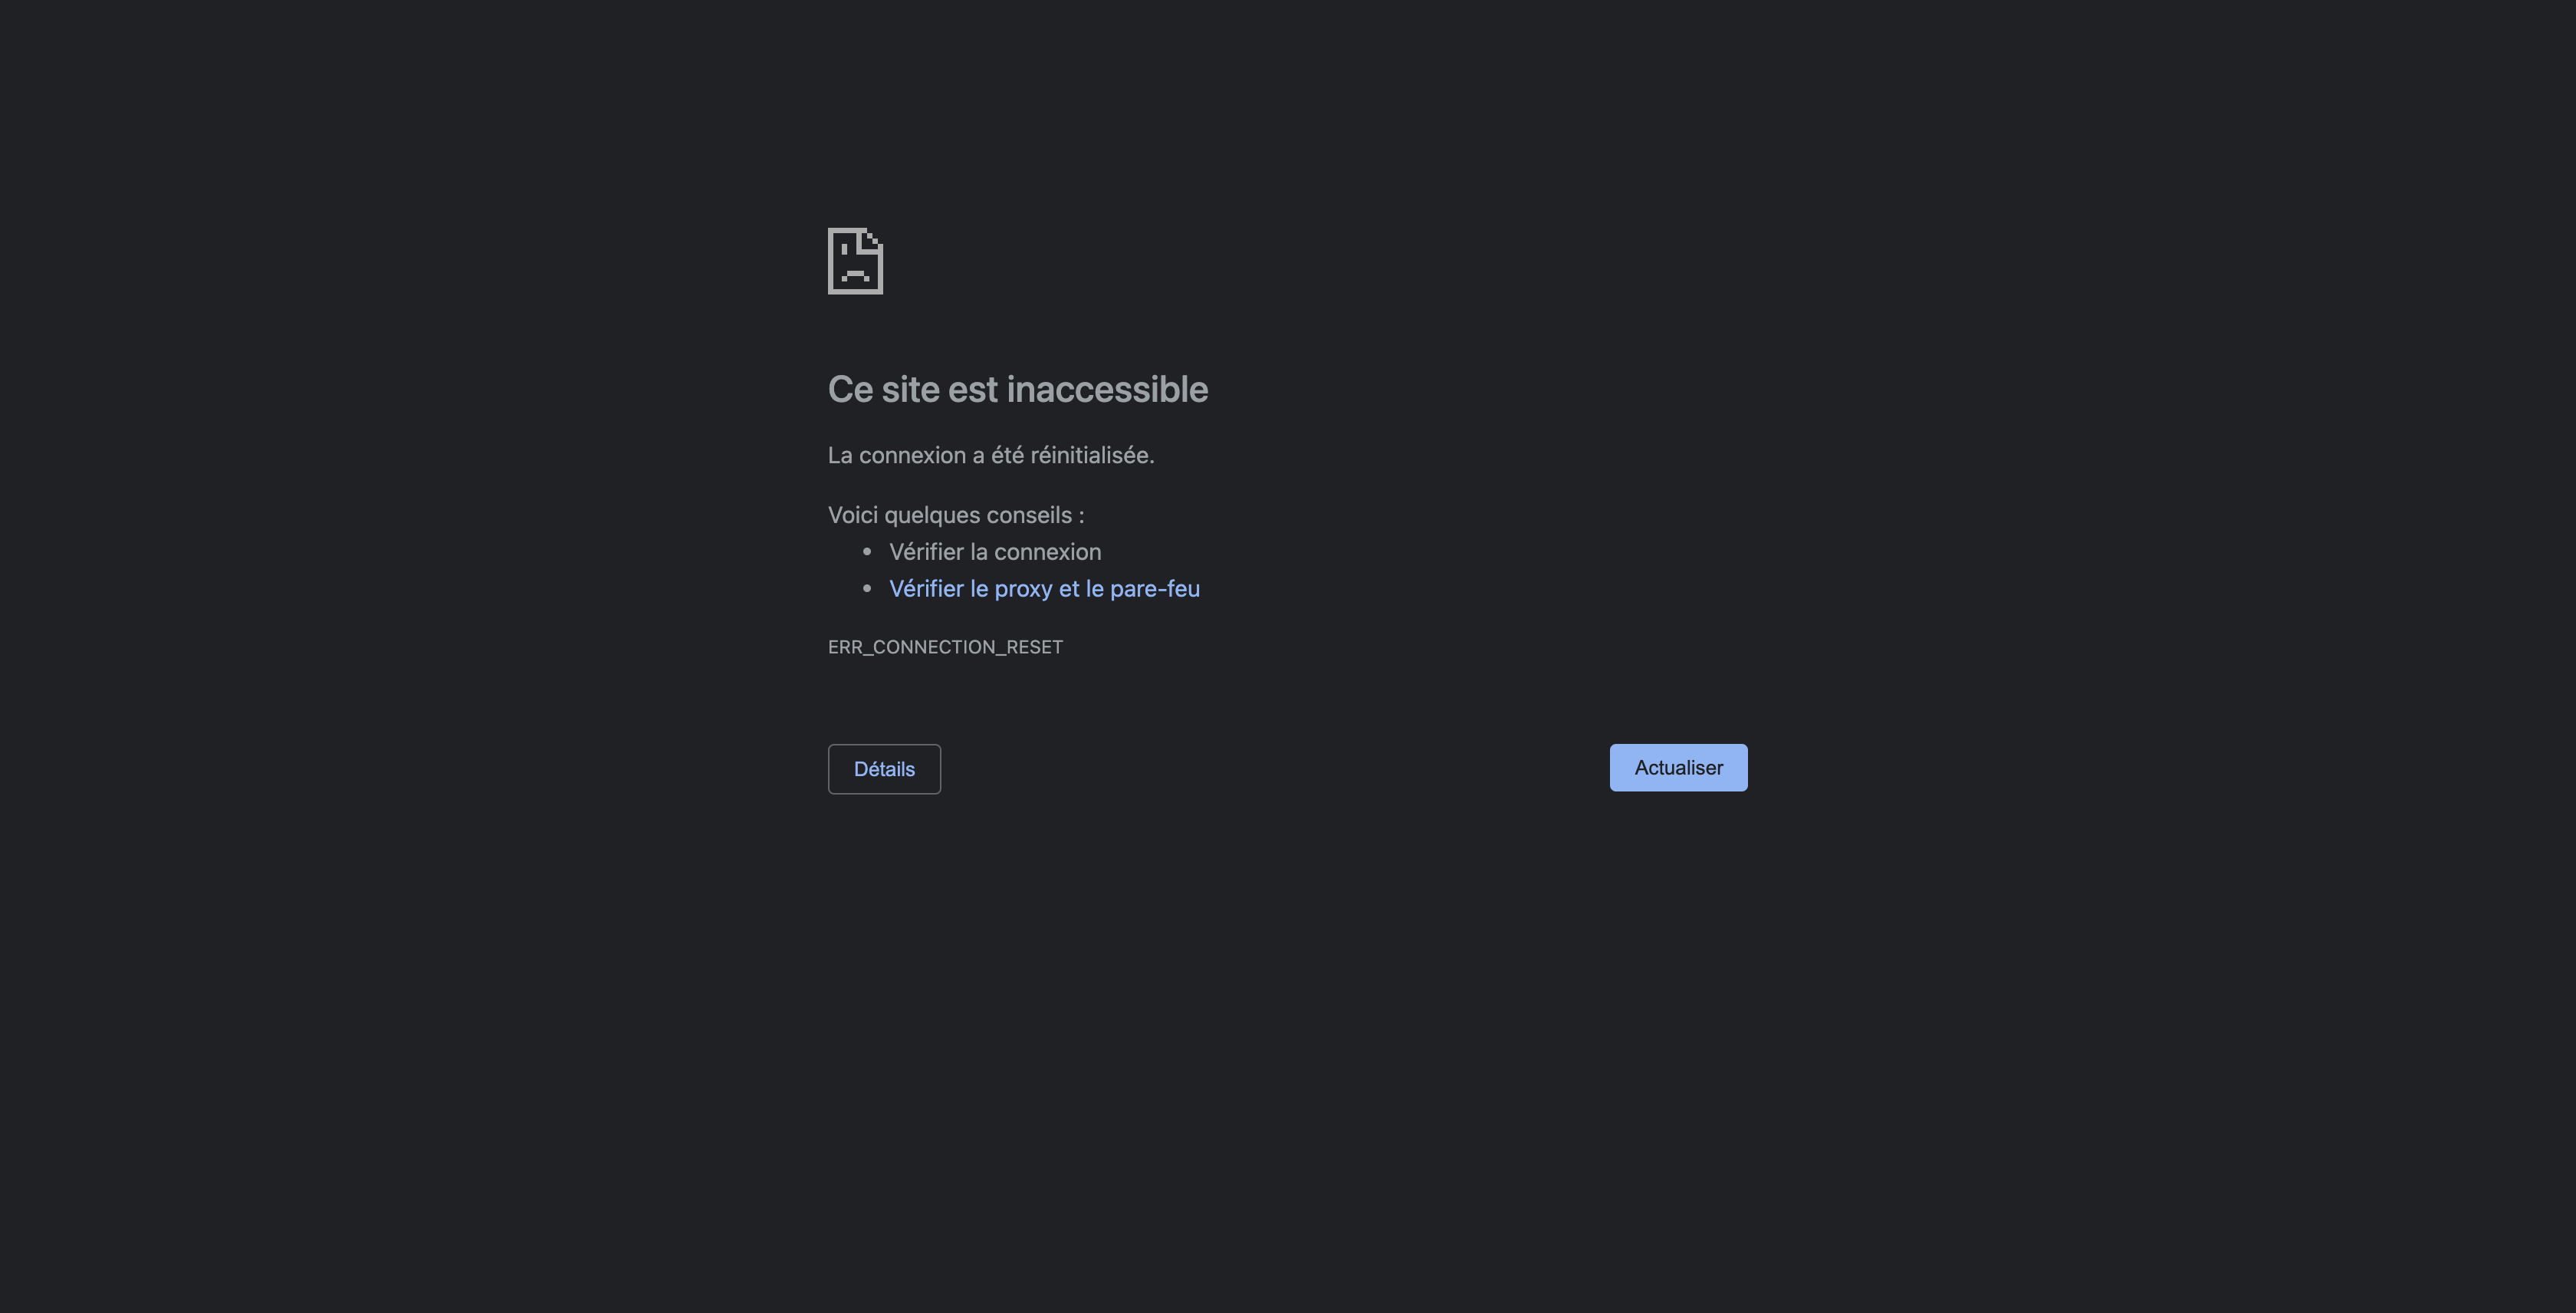 Ce site est inaccessible
La connexion a été réinitialisée.
Voici quelques conseils :
• Vérifier la connexion
• Vérifier le proxy et le pare-feu
ERR_CONNECTION_RESET
Détails
Actualiser